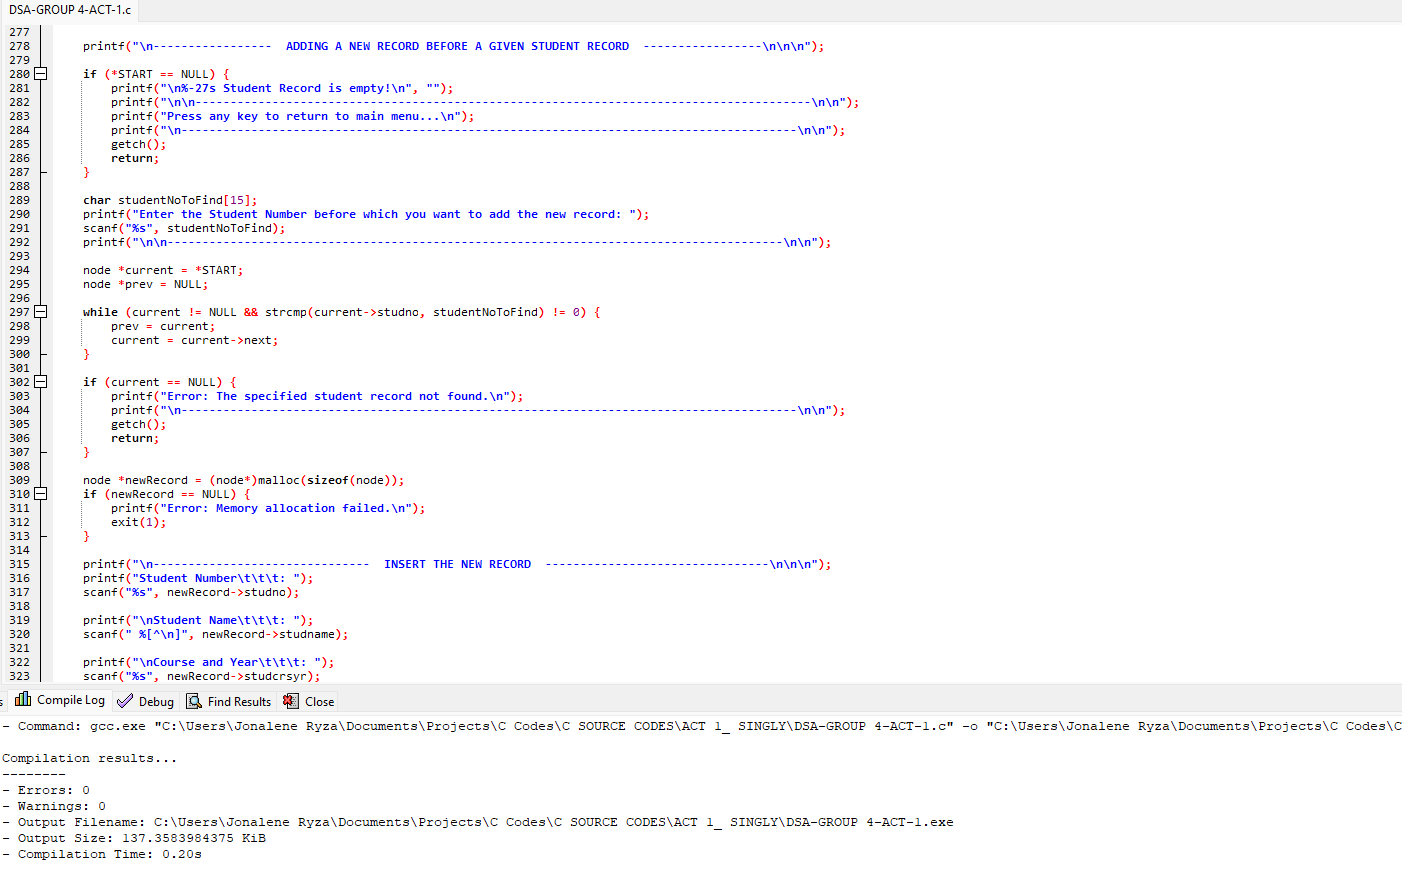 DSA-GROUP 4-ACT-1.c
277
278 printf("\n----------------- ADDING A NEW RECORD BEFORE A GIVEN STUDENT RECORD -----------------\n\n\n");
279
280 if (*START == NULL) {
281 printf("\n%-27s Student Record is empty!\n", "");
282 printf("\n\n----------------------------------------------------------------------------------------\n\n");
283 printf("Press any key to return to main menu...\n");
284 printf("\n----------------------------------------------------------------------------------------\n\n");
285 getch();
286 return;
287 }
288
289 char studentNoToFind[15];
290 printf("Enter the Student Number before which you want to add the new record: ");
291 scanf("%s", studentNoToFind);
292 printf("\n\n----------------------------------------------------------------------------------------\n\n");
293
294 node *current = *START;
295 node *prev = NULL;
296
297 while (current != NULL && strcmp(current->studno, studentNoToFind) != 0) {
298 prev = current;
299 current = current->next;
300 }
301
302 if (current == NULL) {
303 printf("Error: The specified student record not found.\n");
304 printf("\n----------------------------------------------------------------------------------------\n\n");
305 getch();
306 return;
307 }
308
309 node *newRecord = (node*)malloc(sizeof(node));
310 if (newRecord == NULL) {
311 printf("Error: Memory allocation failed.\n");
312 exit(1);
313 }
314
315 printf("\n------------------------------- INSERT THE NEW RECORD --------------------------------\n\n\n");
316 printf("Student Number\t\t\t: ");
317 scanf("%s", newRecord->studno);
318
319 printf("\nStudent Name\t\t\t: ");
320 scanf(" %[^\n]", newRecord->studname);
321
322 printf("\nCourse and Year\t\t\t: ");
323 scanf("%s", newRecord->studcrsyr);
s Compile Log Debug Find Results Close
- Command: gcc.exe "C:\Users\Jonalene Ryza\Documents\Projects\C Codes\C SOURCE CODES\ACT 1_ SINGLY\DSA-GROUP 4-ACT-1.c" -o "C:\Users\Jonalene Ryza\Documents\Projects\C Codes\C
Compilation results...
--------
- Errors: 0
- Warnings: 0
- Output Filename: C:\Users\Jonalene Ryza\Documents\Projects\C Codes\C SOURCE CODES\ACT 1_ SINGLY\DSA-GROUP 4-ACT-1.exe
- Output Size: 137.3583984375 KiB
- Compilation Time: 0.20s